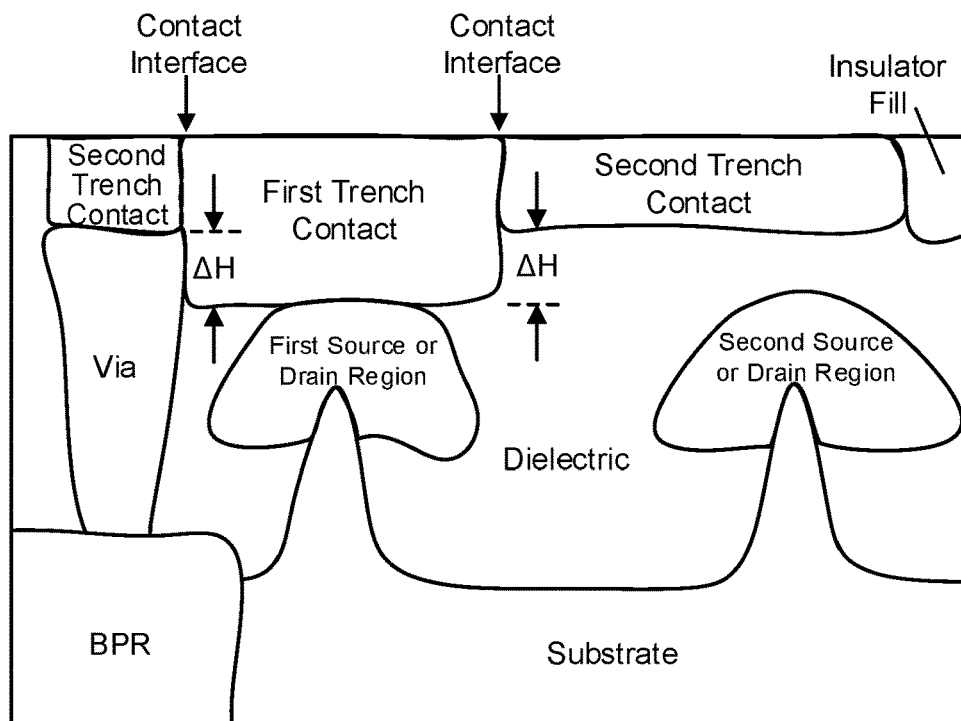 Contact
Interface
Contact
Interface
Insulator
Fill
Second
Trench
Contact
First Trench
Contact
Second Trench
Contact
ΔH
ΔH
Via
First Source or
Drain Region
Second Source
or Drain Region
Dielectric
BPR
Substrate